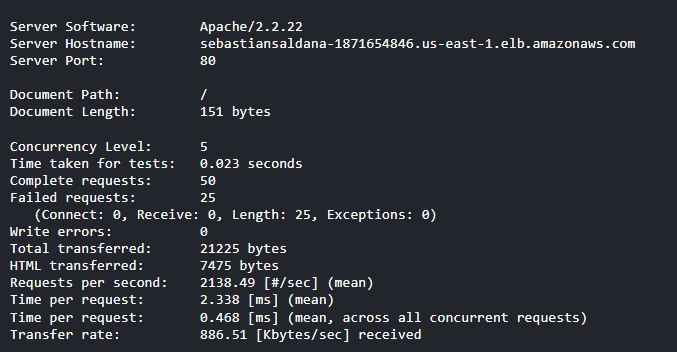 Server Software: Apache/2.2.22
Server Hostname: sebastiansaldana-1871654846.us-east-1.elb.amazonaws.com
Server Port: 80
Document Path: /
Document Length: 151 bytes
Concurrency Level: 5
Time taken for tests: 0.023 seconds
Complete requests: 50
Failed requests: 25
(Connect: 0, Receive: 0, Length: 25, Exceptions: 0)
Write errors: 0
Total transferred: 21225 bytes
HTML transferred: 7475 bytes
Requests per second: 2138.49 [#/sec] (mean)
Time per request: 2.338 [ms] (mean)
Time per request: 0.468 [ms] (mean, across all concurrent requests)
Transfer rate: 886.51 [Kbytes/sec] received